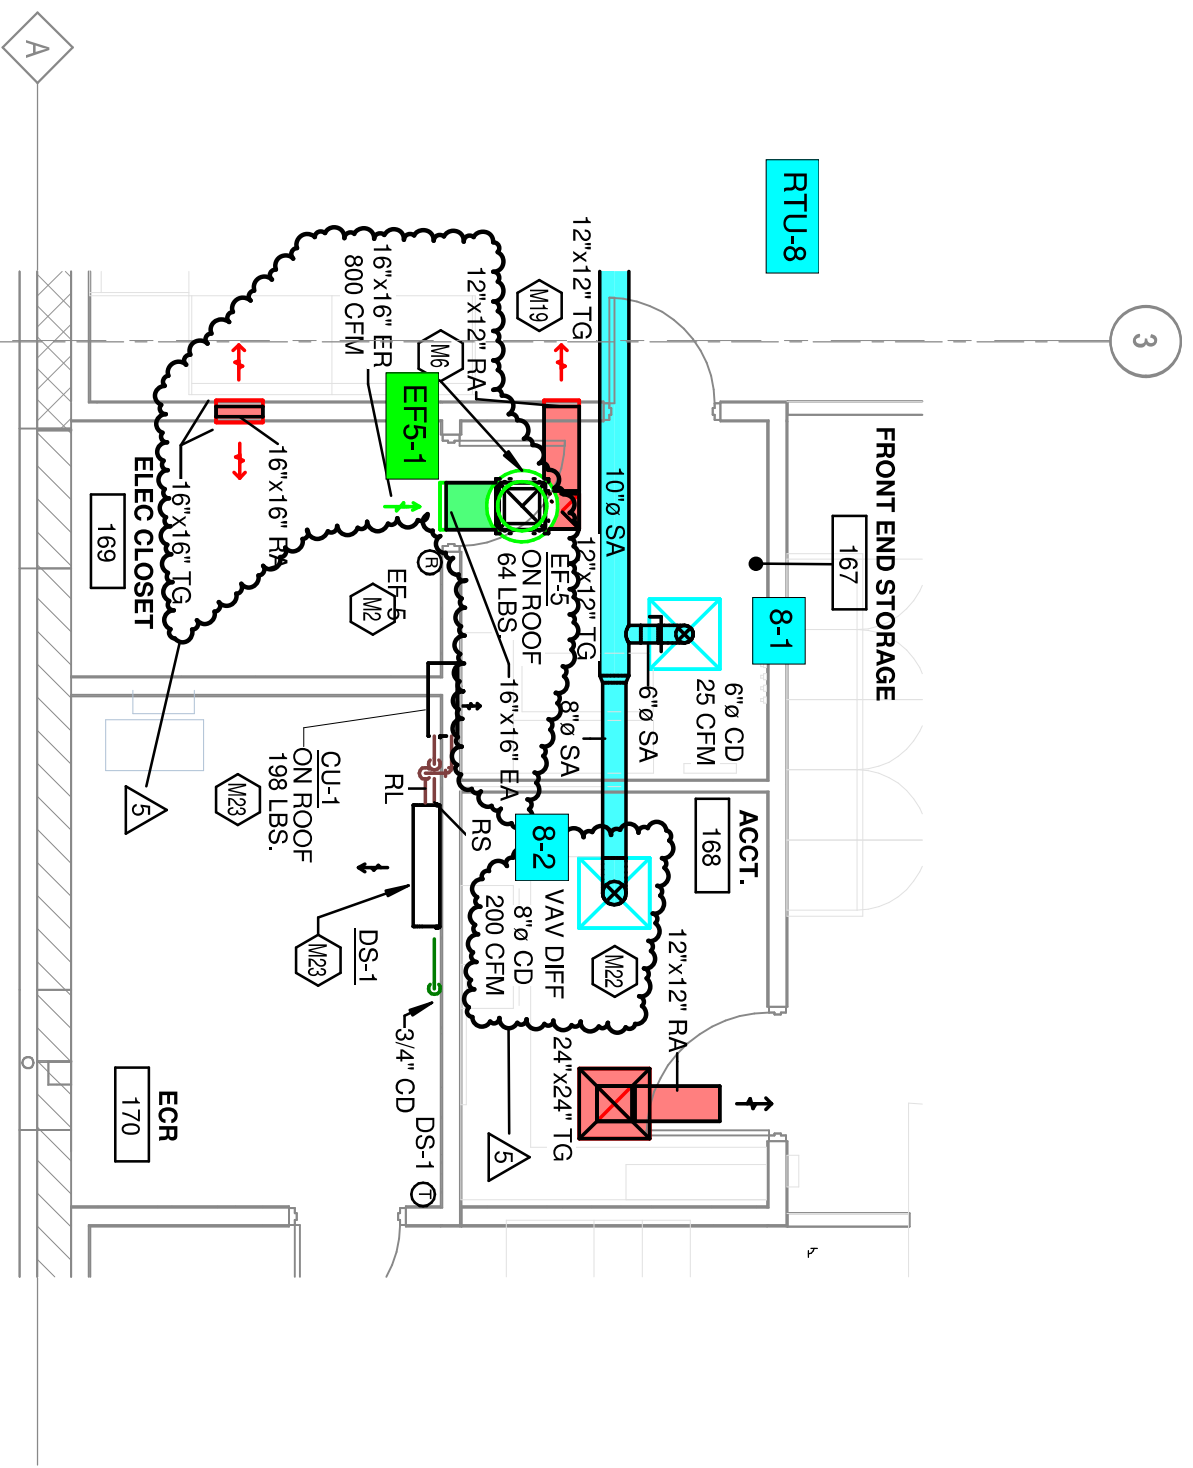 A
3
RTU-8
FRONT END STORAGE
167
8-1
6"ø CD
25 CFM
6"ø SA
8"ø SA
10"ø SA
12"x12" TG
M19
12"x12" RA
M6
16"x16" ER
800 CFM
EF5-1
12"x12" TG
EF-5
ON ROOF
64 LBS
16"x16" EA
16"x16" RA
16"x16" TG
ELEC CLOSET
169
R
EF-5
M2
5
CU-1
ON ROOF
198 LBS.
M23
RL
RS
ACCT.
168
8-2
VAV DIFF
8"ø CD
200 CFM
M22
12"x12" RA
24"x24" TG
5
DS-1
M23
3/4" CD
DS-1
T
ECR
170